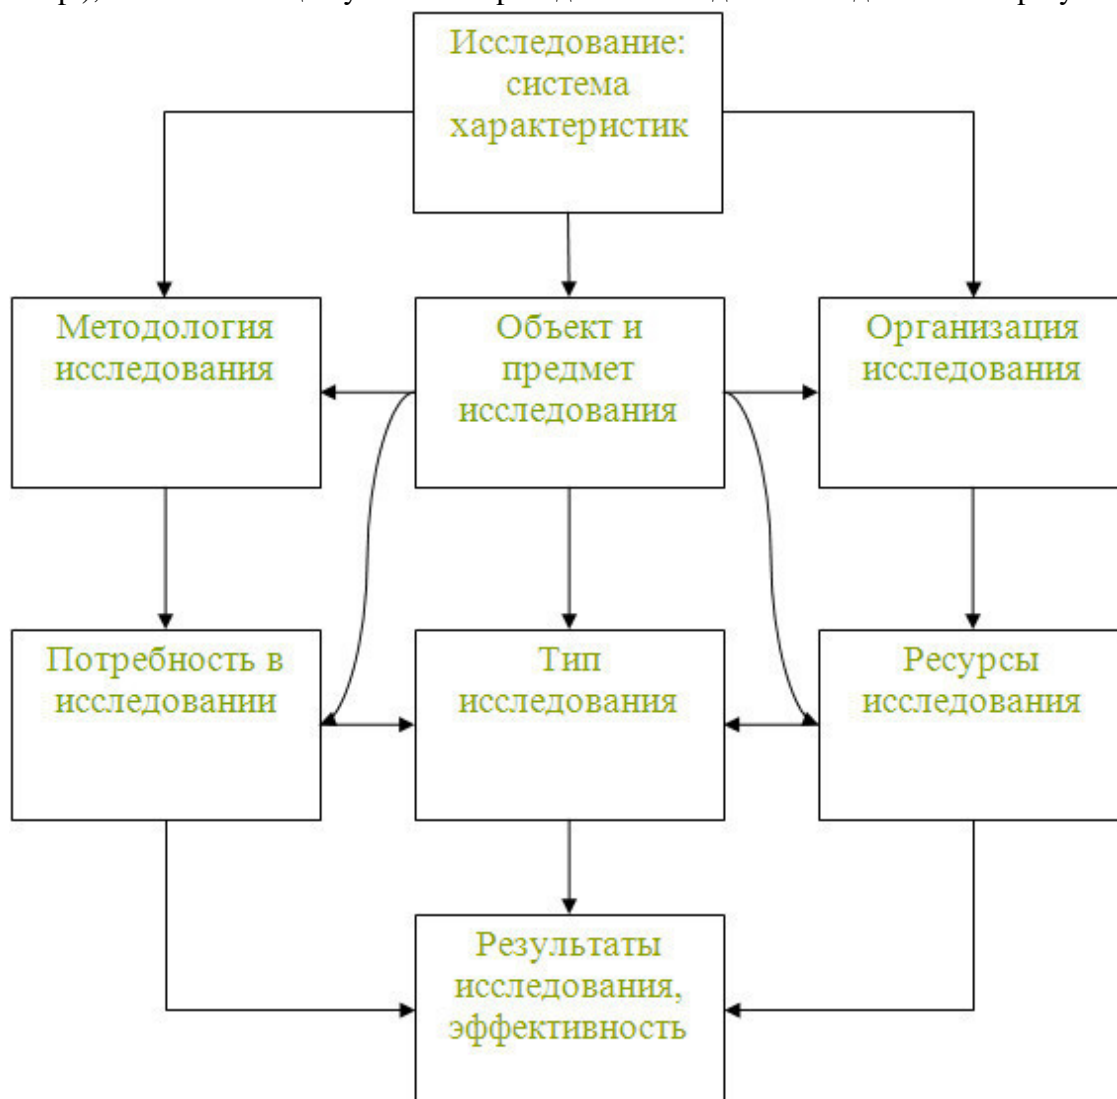 Исследование:
система
характеристик
Методология
исследования
Объект и
предмет
исследования
Организация
исследования
Потребность в
исследовании
Тип
исследования
Ресурсы
исследования
Результаты
исследования,
эффективность